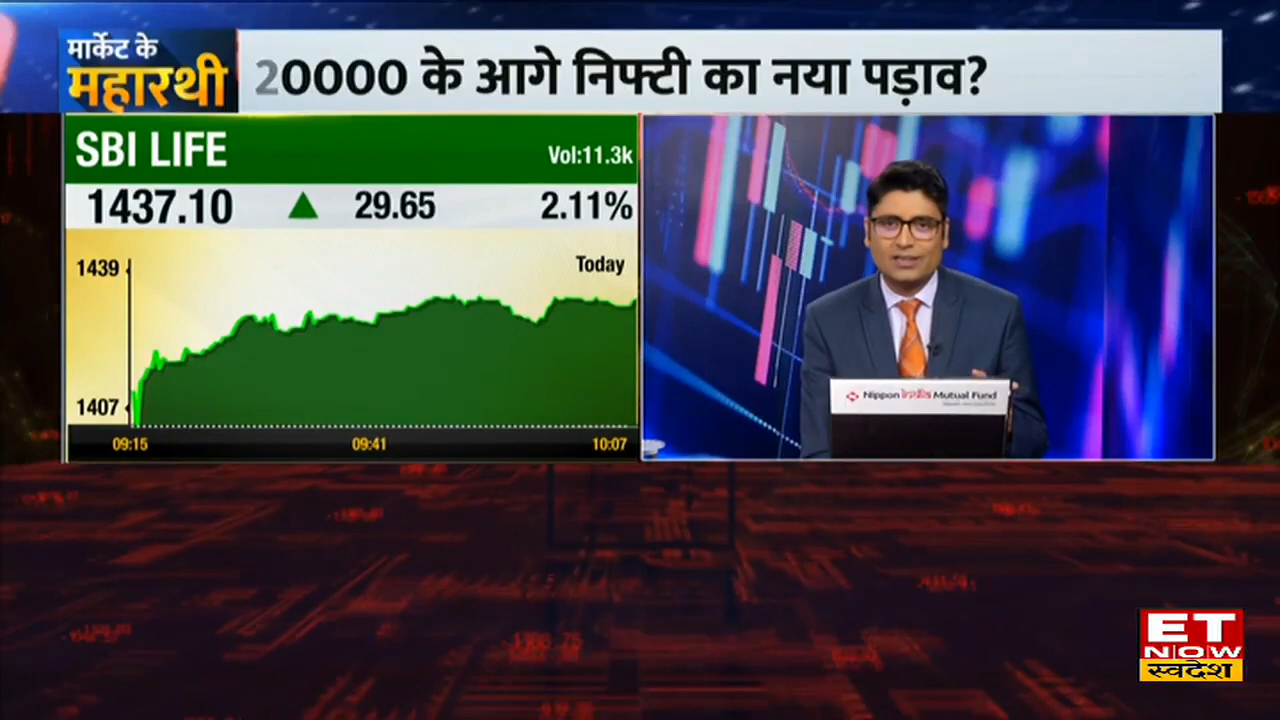 मार्केट के
महारथी
20000 के आगे निफ्टी का नया पड़ाव?
SBI LIFE
Vol:11.3k
1437.10 ▲ 29.65 2.11%
1439
Today
1407
09:15 09:41 10:07
Nippon india Mutual Fund
ET
NOW
स्वदेश